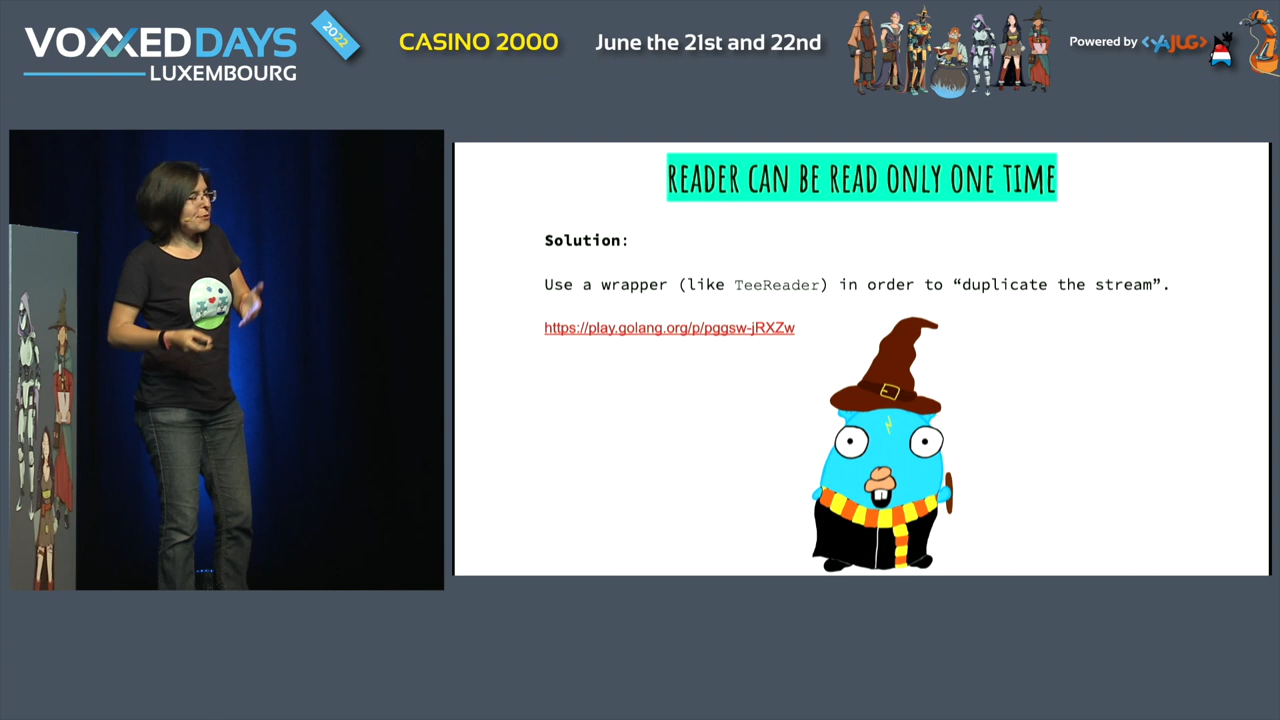 VOXXEDDAYS
LUXEMBOURG
2022
CASINO 2000
June the 21st and 22nd
Powered by <YAJUG>
READER CAN BE READ ONLY ONE TIME
Solution:
Use a wrapper (like TeeReader) in order to “duplicate the stream”.
https://play.golang.org/p/pggsw-jRXZw